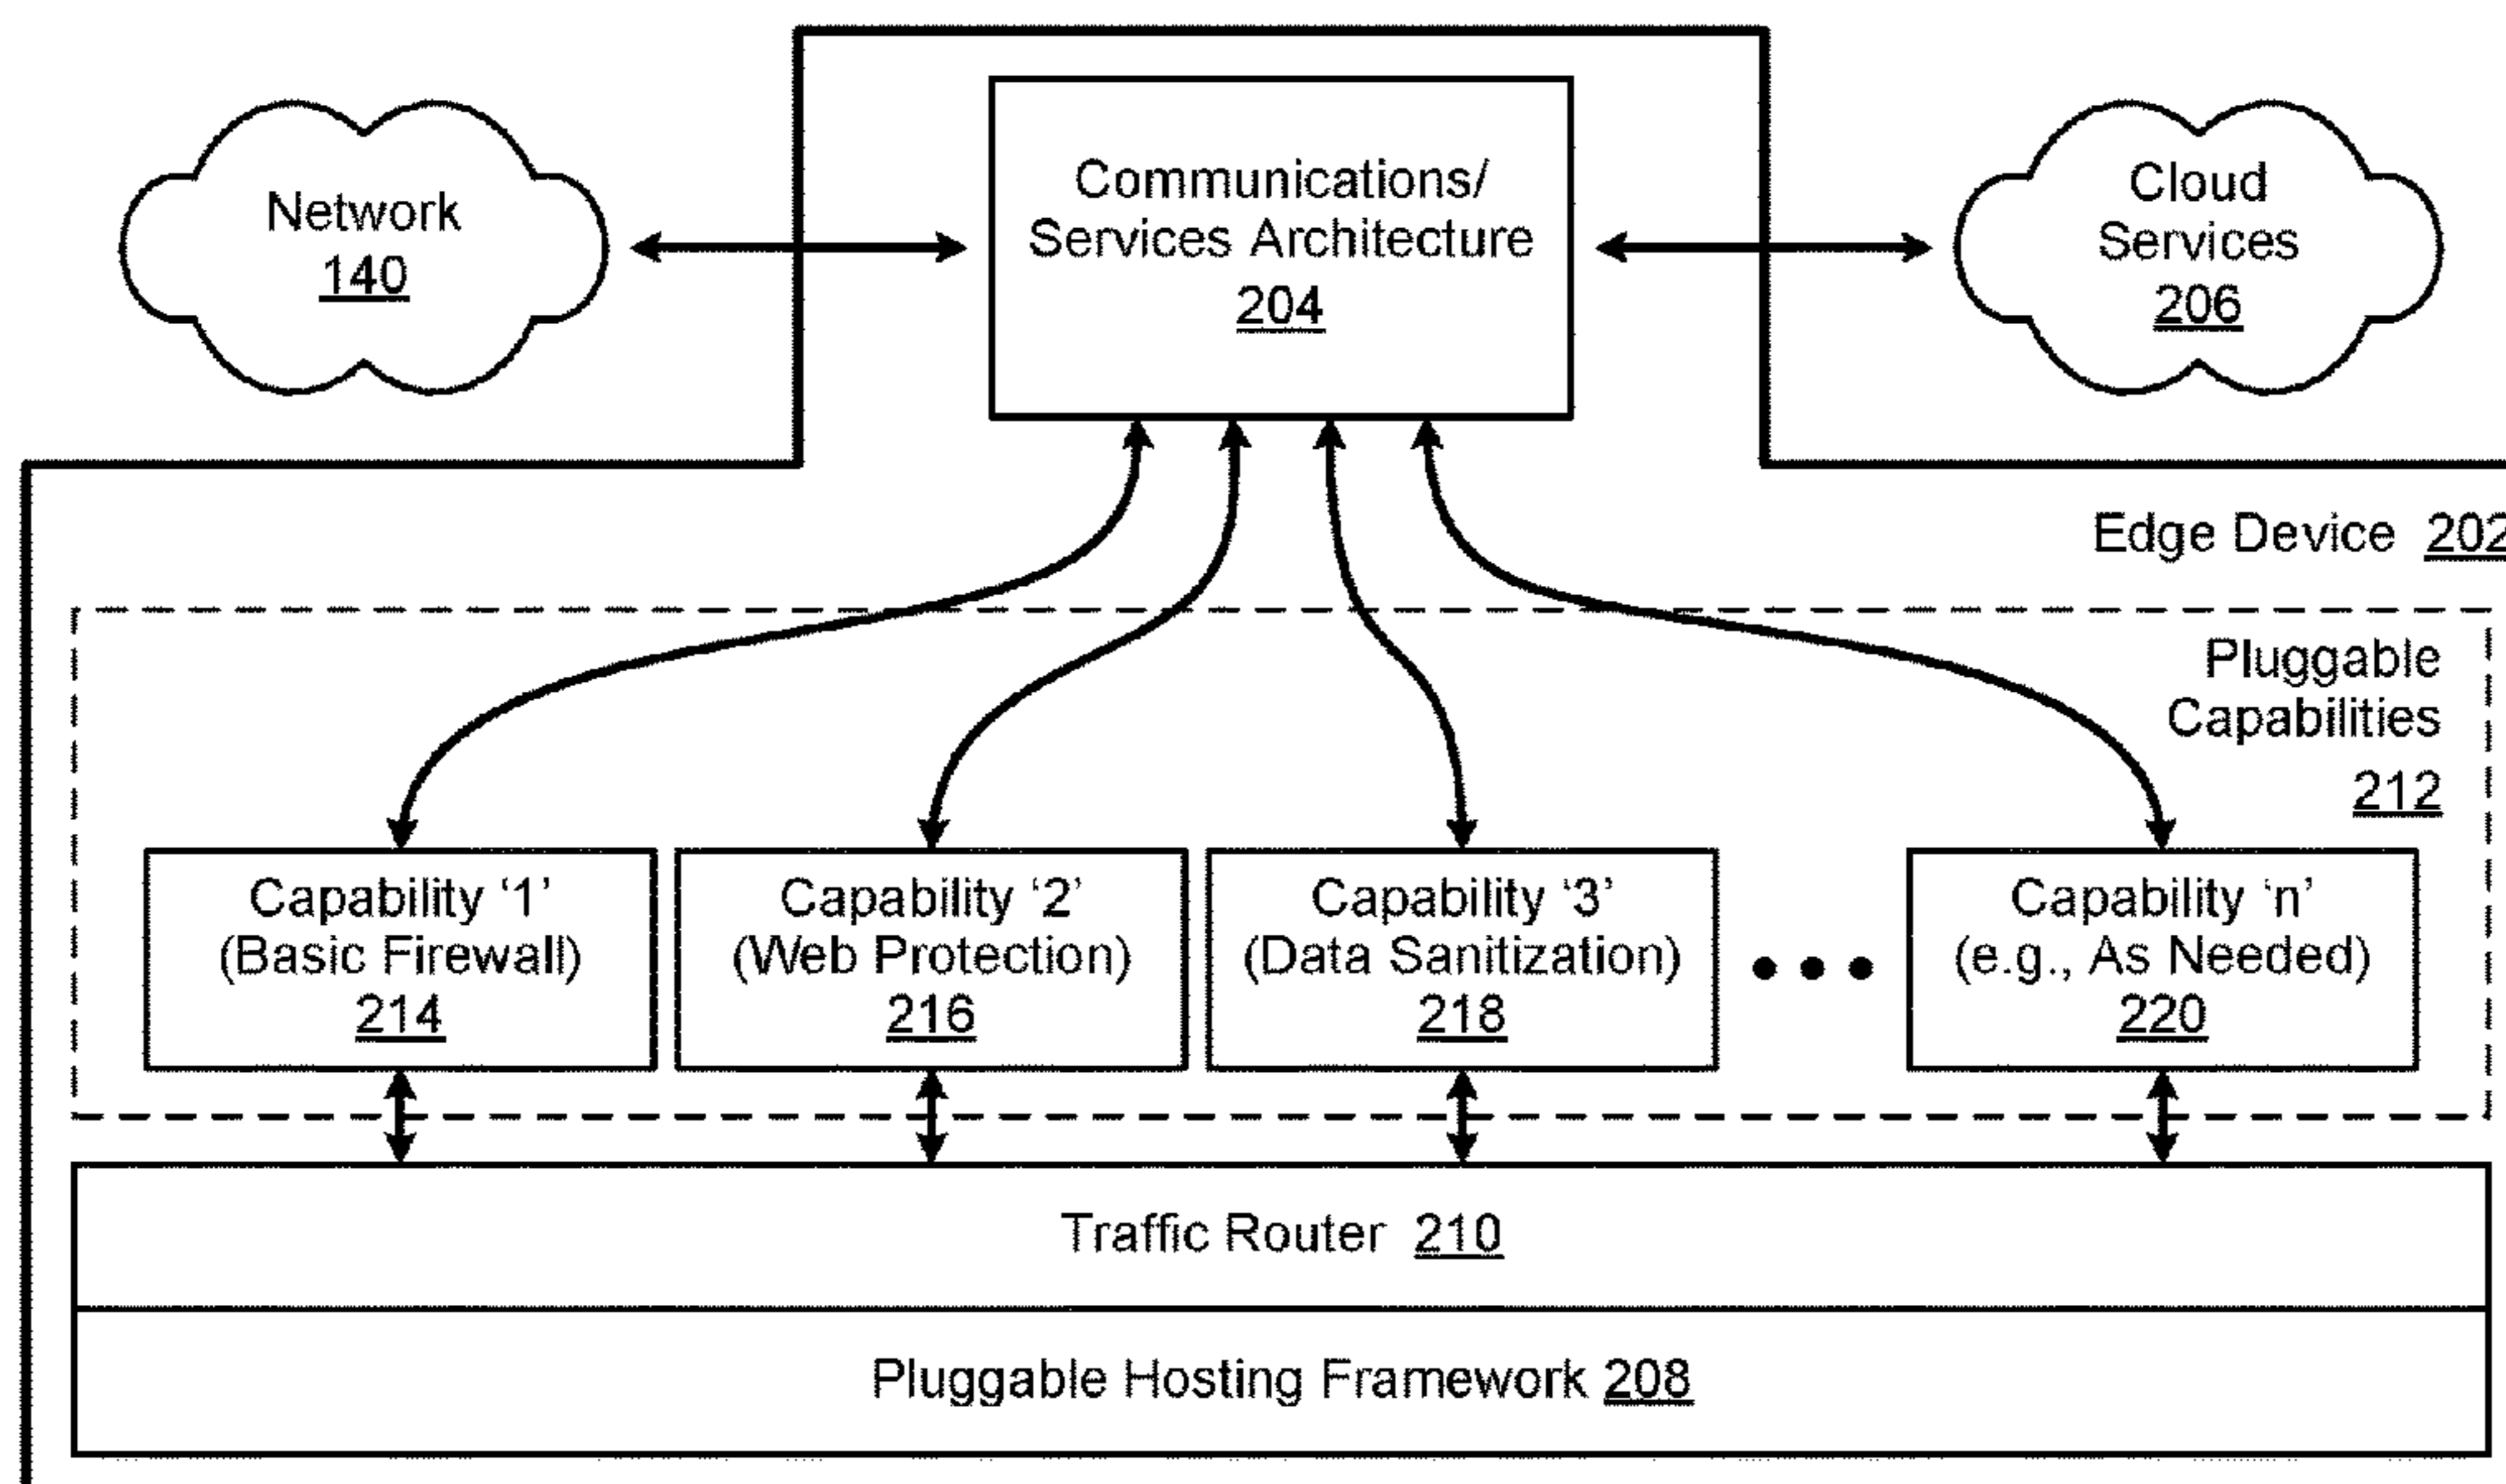 Network
140
Communications/
Services Architecture
204
Cloud
Services
206
Edge Device 202
Pluggable
Capabilities
212
Capability ‘1’
(Basic Firewall)
214
Capability ‘2’
(Web Protection)
216
Capability ‘3’
(Data Sanitization)
218
Capability ‘n’
(e.g., As Needed)
220
Traffic Router 210
Pluggable Hosting Framework 208